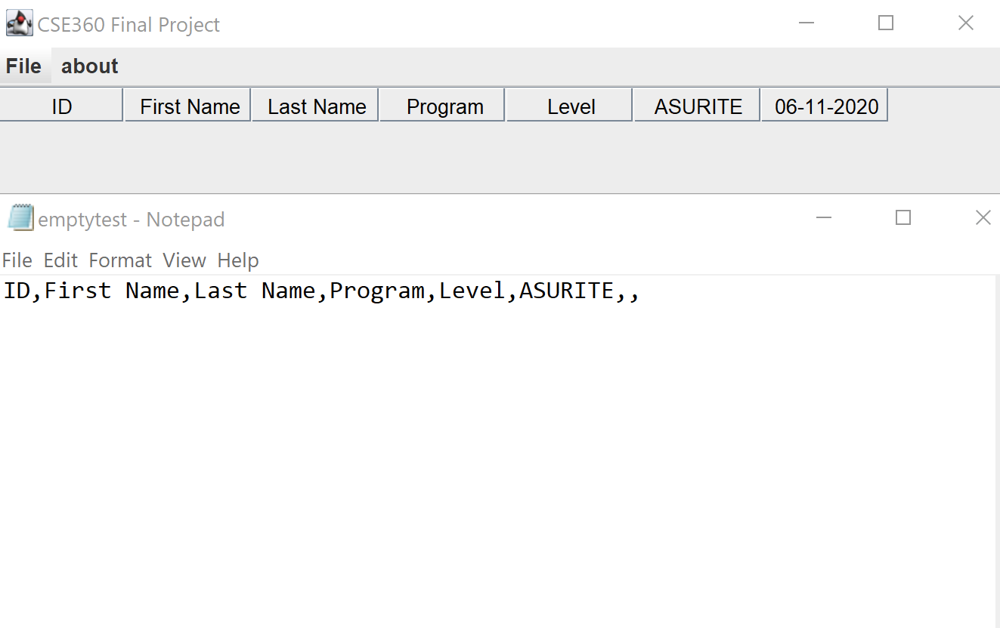 CSE360 Final Project
File about
ID First Name Last Name Program Level ASURITE 06-11-2020
emptytest - Notepad
File Edit Format View Help
ID,First Name,Last Name,Program,Level,ASURITE,,